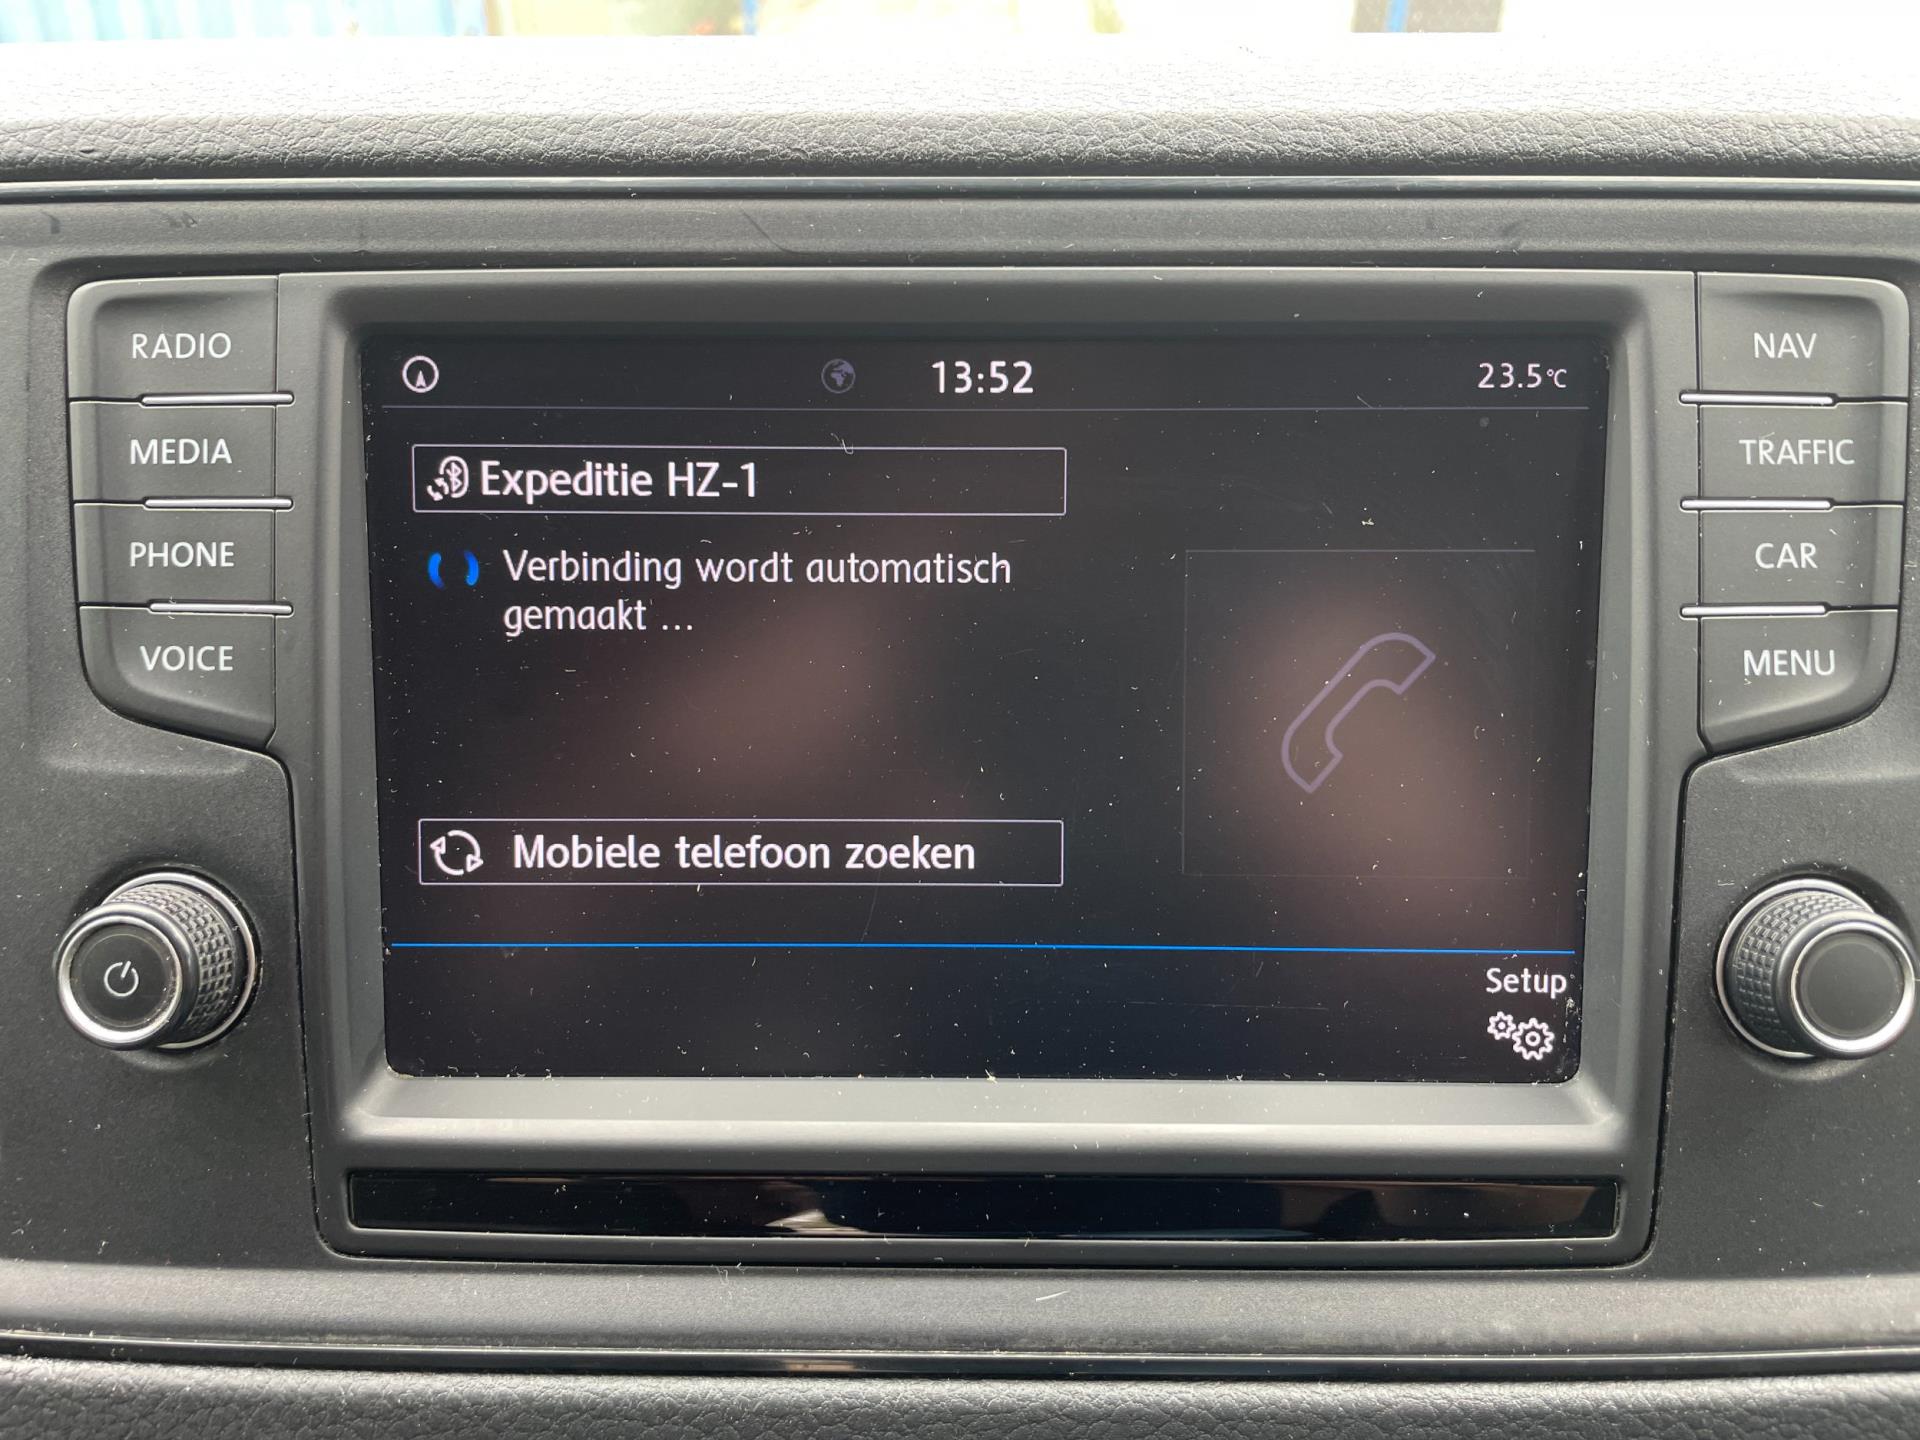 RADIO
MEDIA
PHONE
VOICE
13:52
23.5°C
Expeditie HZ-1
Verbinding wordt automatisch
gemaakt ...
Mobiele telefoon zoeken
Setup
NAV
TRAFFIC
CAR
MENU